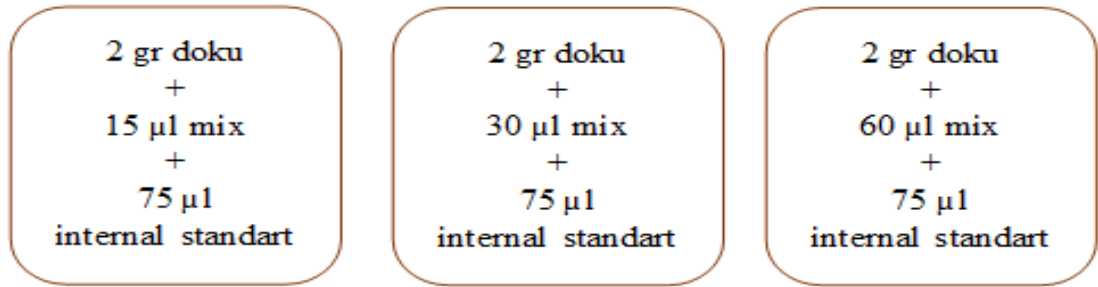 2 gr doku
+
15 µl mix
+
75 µl
internal standart
2 gr doku
+
30 µl mix
+
75 µl
internal standart
2 gr doku
+
60 µl mix
+
75 µl
internal standart